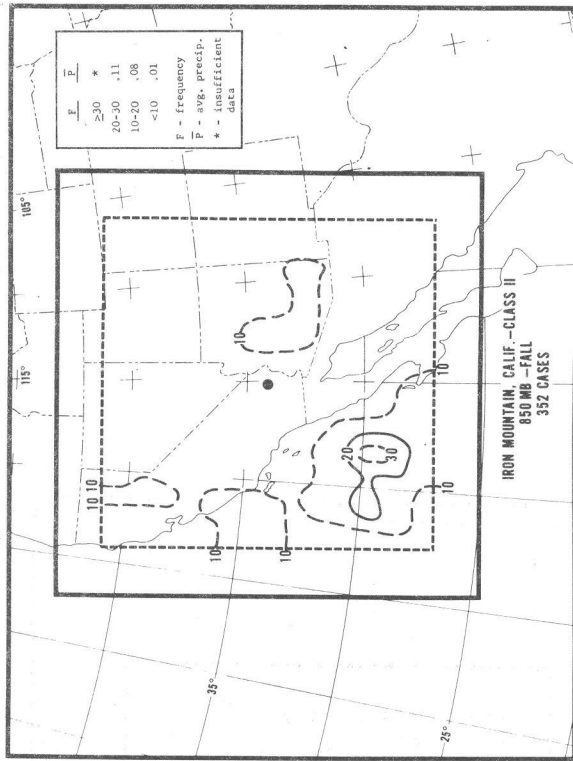 F P̅
≥30 *
20-30 .11
10-20 .08
<10 .01
F - frequency
P̅ - avg. precip.
* - insufficient
data
105°
115°
35°
25°
10
10
10
10
10
20
30
10
10
IRON MOUNTAIN, CALIF.-CLASS II
850 MB -FALL
352 CASES